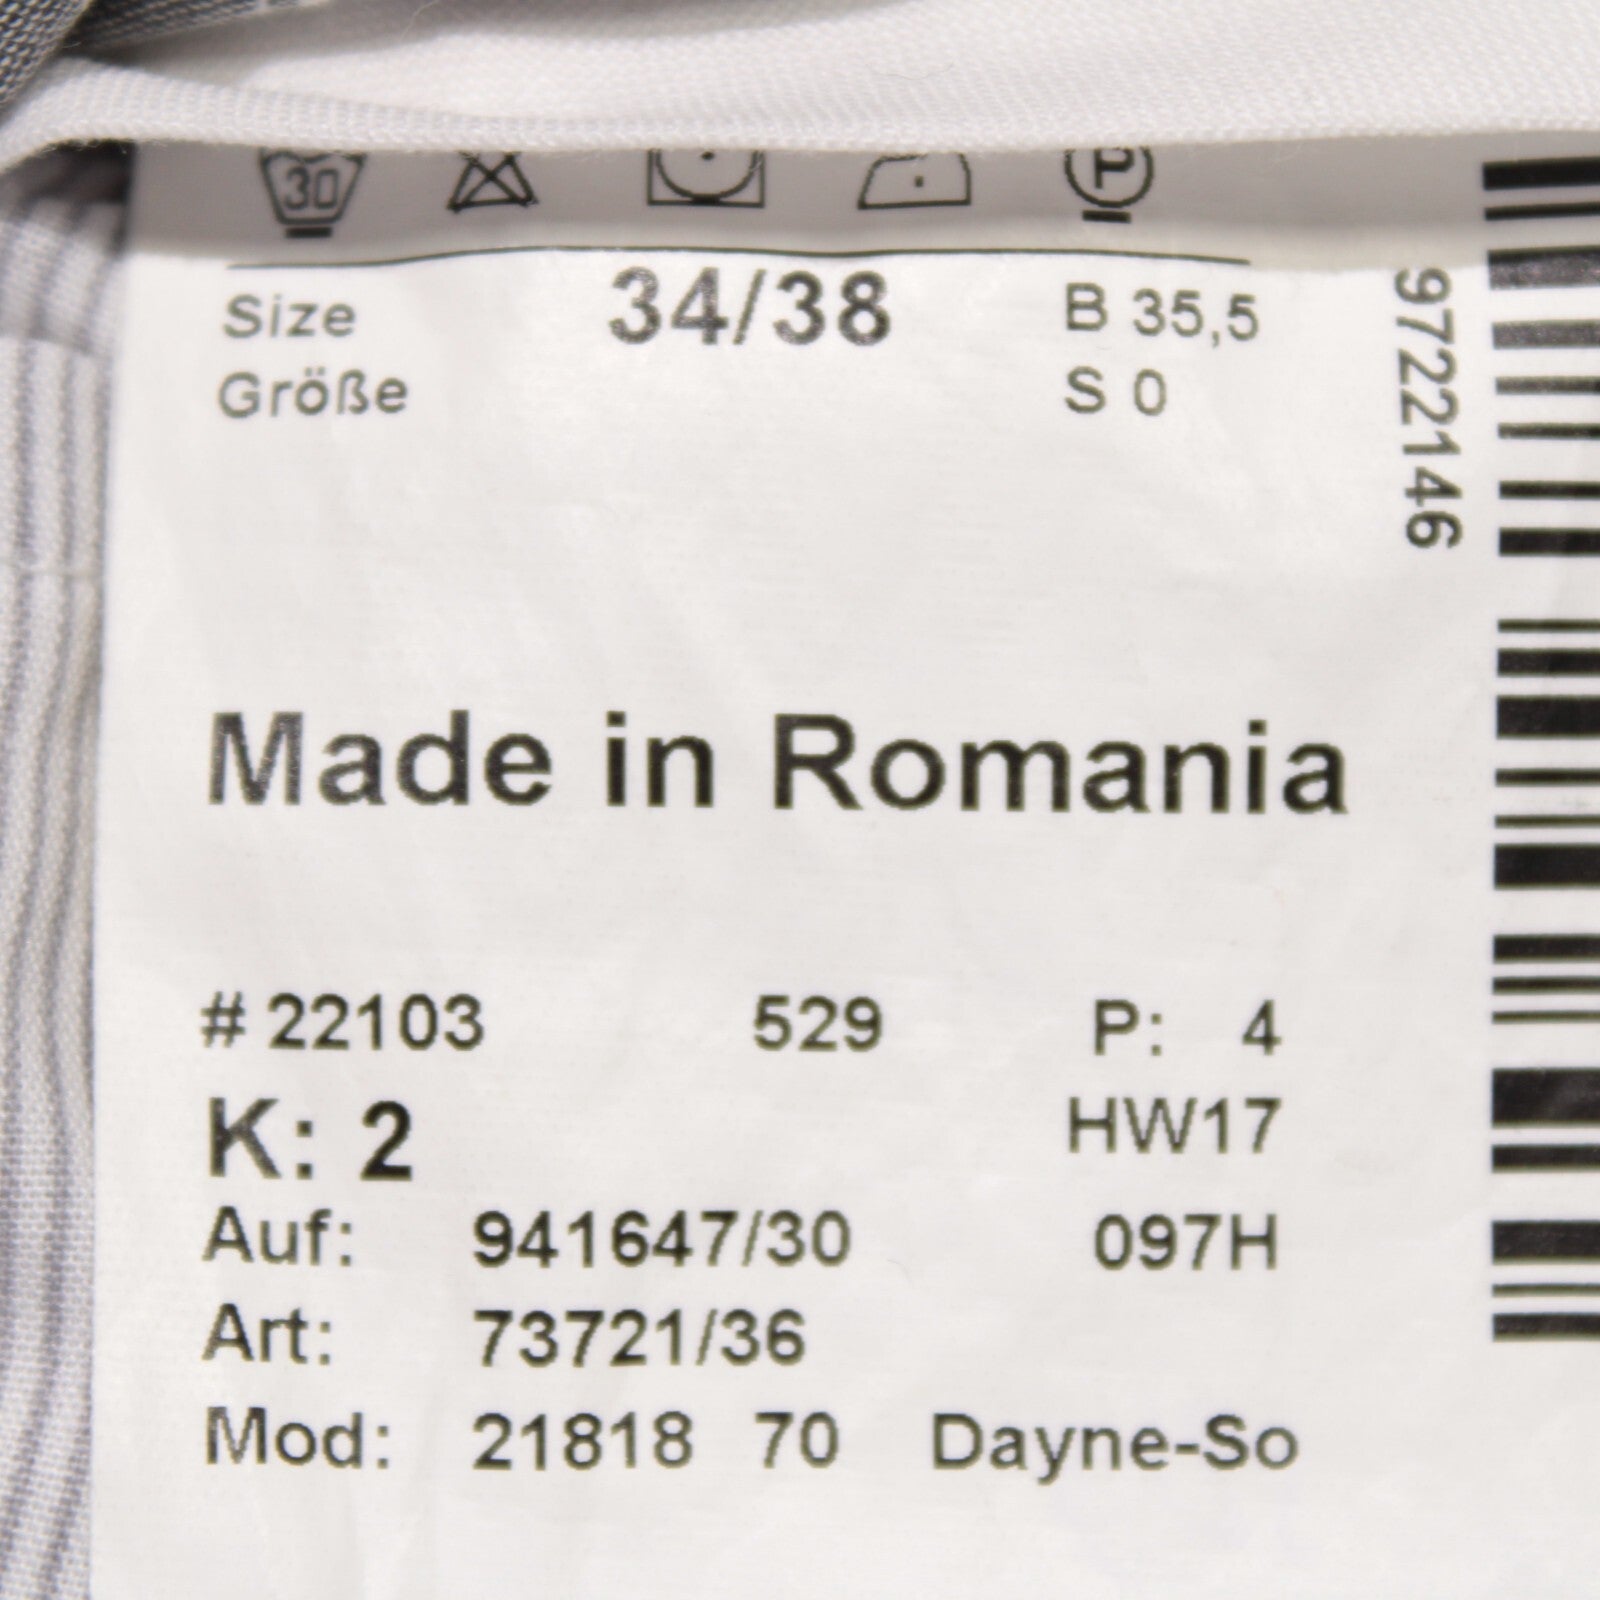 30 P
Size 34/38 B 35,5
Größe S 0
9722146
Made in Romania
# 22103 529 P: 4
K: 2 HW17
Auf: 941647/30 097H
Art: 73721/36
Mod: 21818 70 Dayne-So